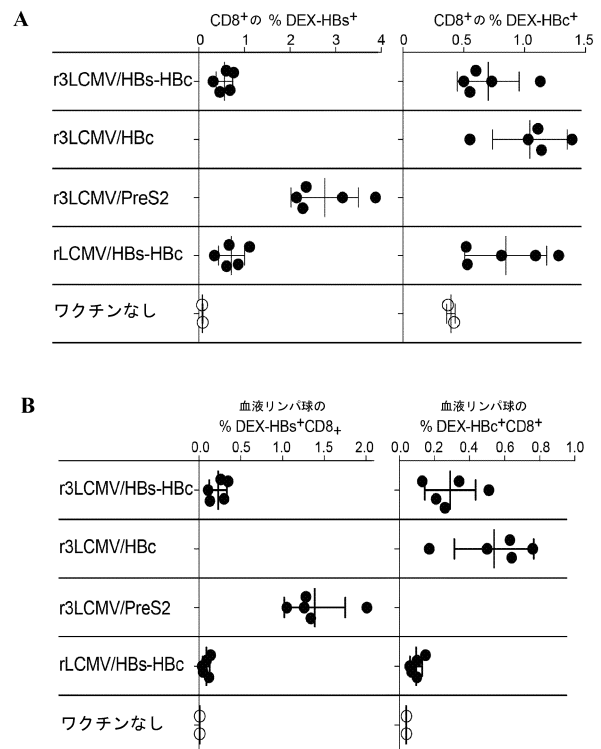 A
CD8+の % DEX-HBs+
CD8+の % DEX-HBc+
0 1 2 3 4
0 0.5 1.0 1.5
r3LCMV/HBs-HBc
r3LCMV/HBc
r3LCMV/PreS2
rLCMV/HBs-HBc
ワクチンなし
B
血液リンパ球の
% DEX-HBs+CD8+
血液リンパ球の
% DEX-HBc+CD8+
0.0 1.0 2.0
0.0 0.2 0.4 0.6 0.8 1.0
r3LCMV/HBs-HBc
r3LCMV/HBc
r3LCMV/PreS2
rLCMV/HBs-HBc
ワクチンなし